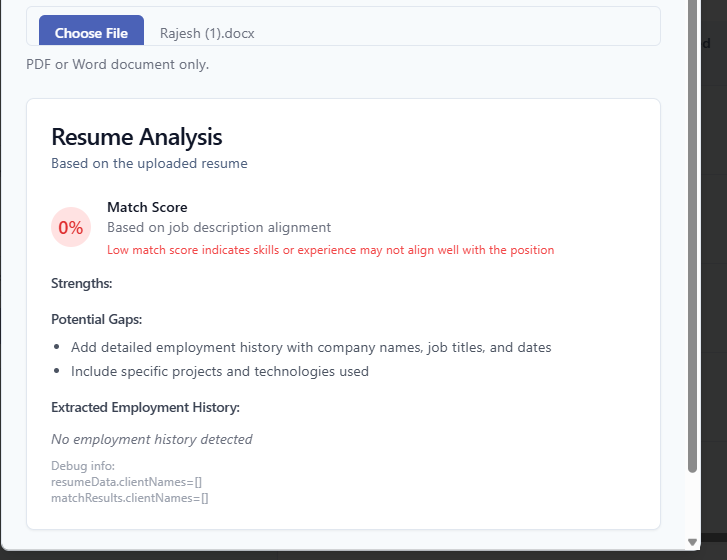 Choose File Rajesh (1).docx
d
PDF or Word document only.
Resume Analysis
Based on the uploaded resume
0%
Match Score
Based on job description alignment
Low match score indicates skills or experience may not align well with the position
Strengths:
Potential Gaps:
• Add detailed employment history with company names, job titles, and dates
• Include specific projects and technologies used
Extracted Employment History:
No employment history detected
Debug info:
resumeData.clientNames=[]
matchResults.clientNames=[]